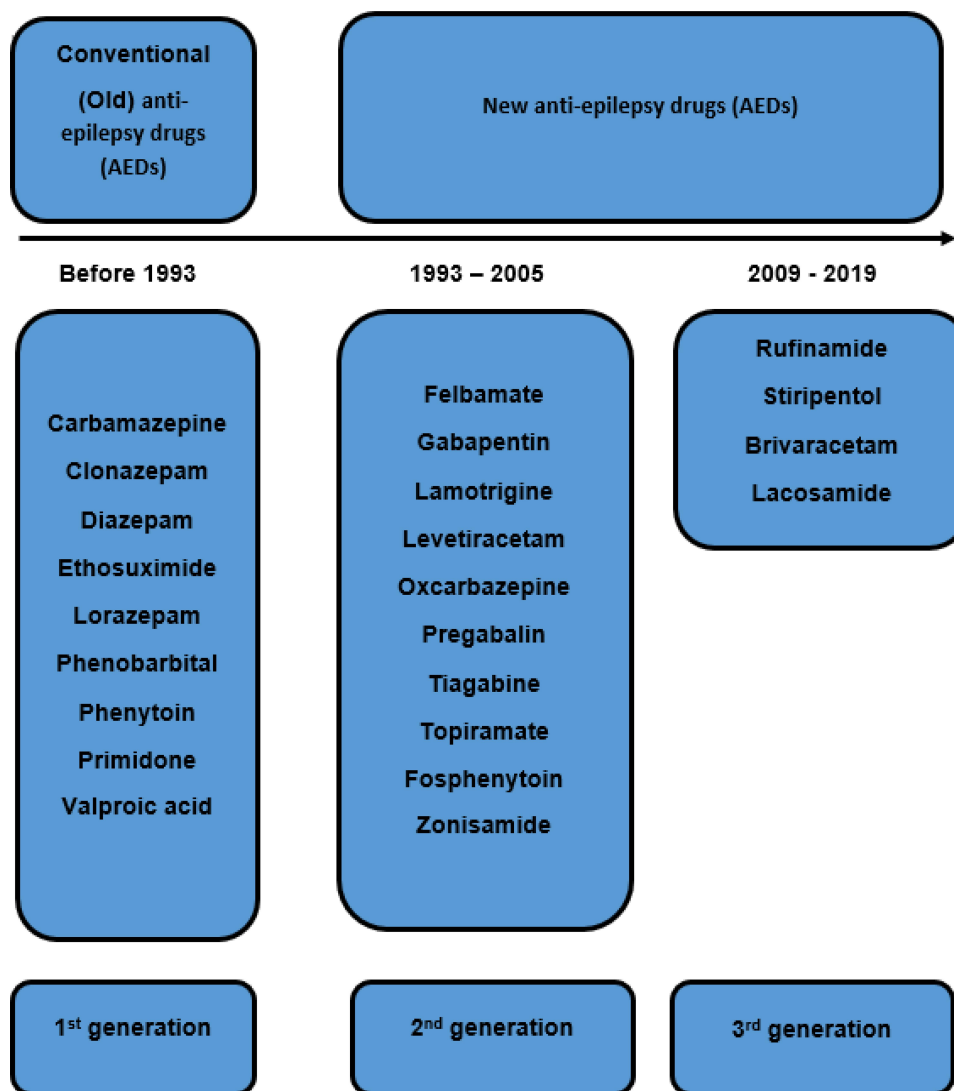 Conventional
(Old) anti-
epilepsy drugs
(AEDs)
New anti-epilepsy drugs (AEDs)
Before 1993
1993 – 2005
2009 - 2019
Carbamazepine
Clonazepam
Diazepam
Ethosuximide
Lorazepam
Phenobarbital
Phenytoin
Primidone
Valproic acid
Felbamate
Gabapentin
Lamotrigine
Levetiracetam
Oxcarbazepine
Pregabalin
Tiagabine
Topiramate
Fosphenytoin
Zonisamide
Rufinamide
Stiripentol
Brivaracetam
Lacosamide
1st generation
2nd generation
3rd generation